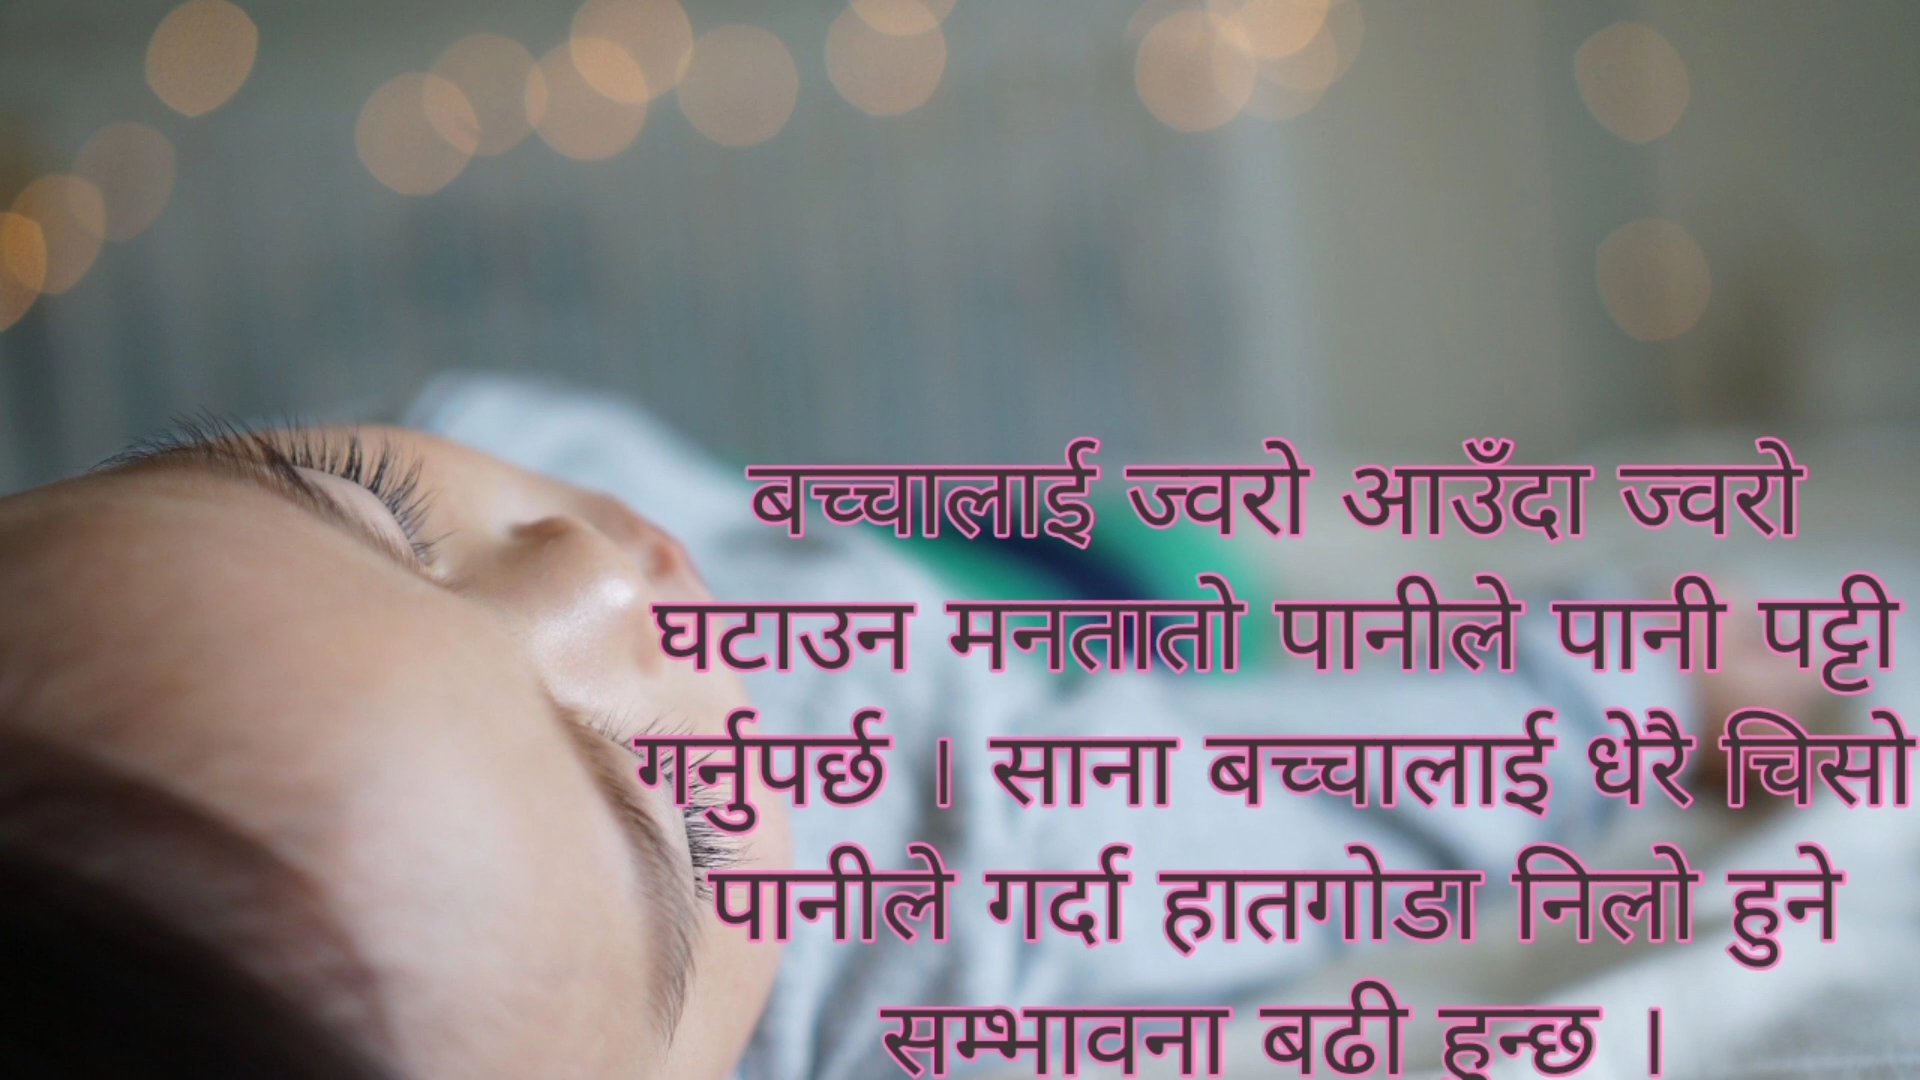 बच्चालाई ज्वरो आउँदा ज्वरो
घटाउन मनतातो पानीले पानी पट्टी
गर्नुपर्छ । साना बच्चालाई धेरै चिसो
पानीले गर्दा हातगोडा निलो हुने
सम्भावना बढी हुन्छ ।